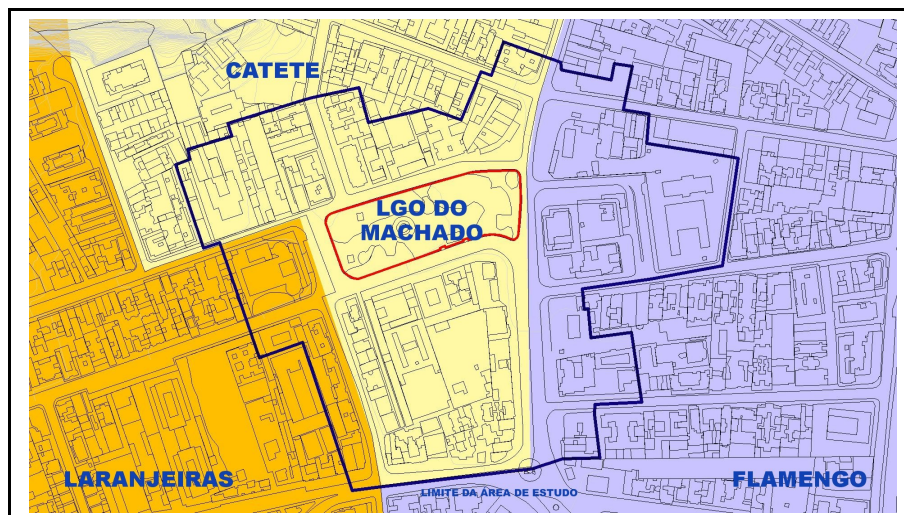 CATETE
LGO DO
MACHADO
LARANJEIRAS
FLAMENGO
LIMITE DA ÁREA DE ESTUDO